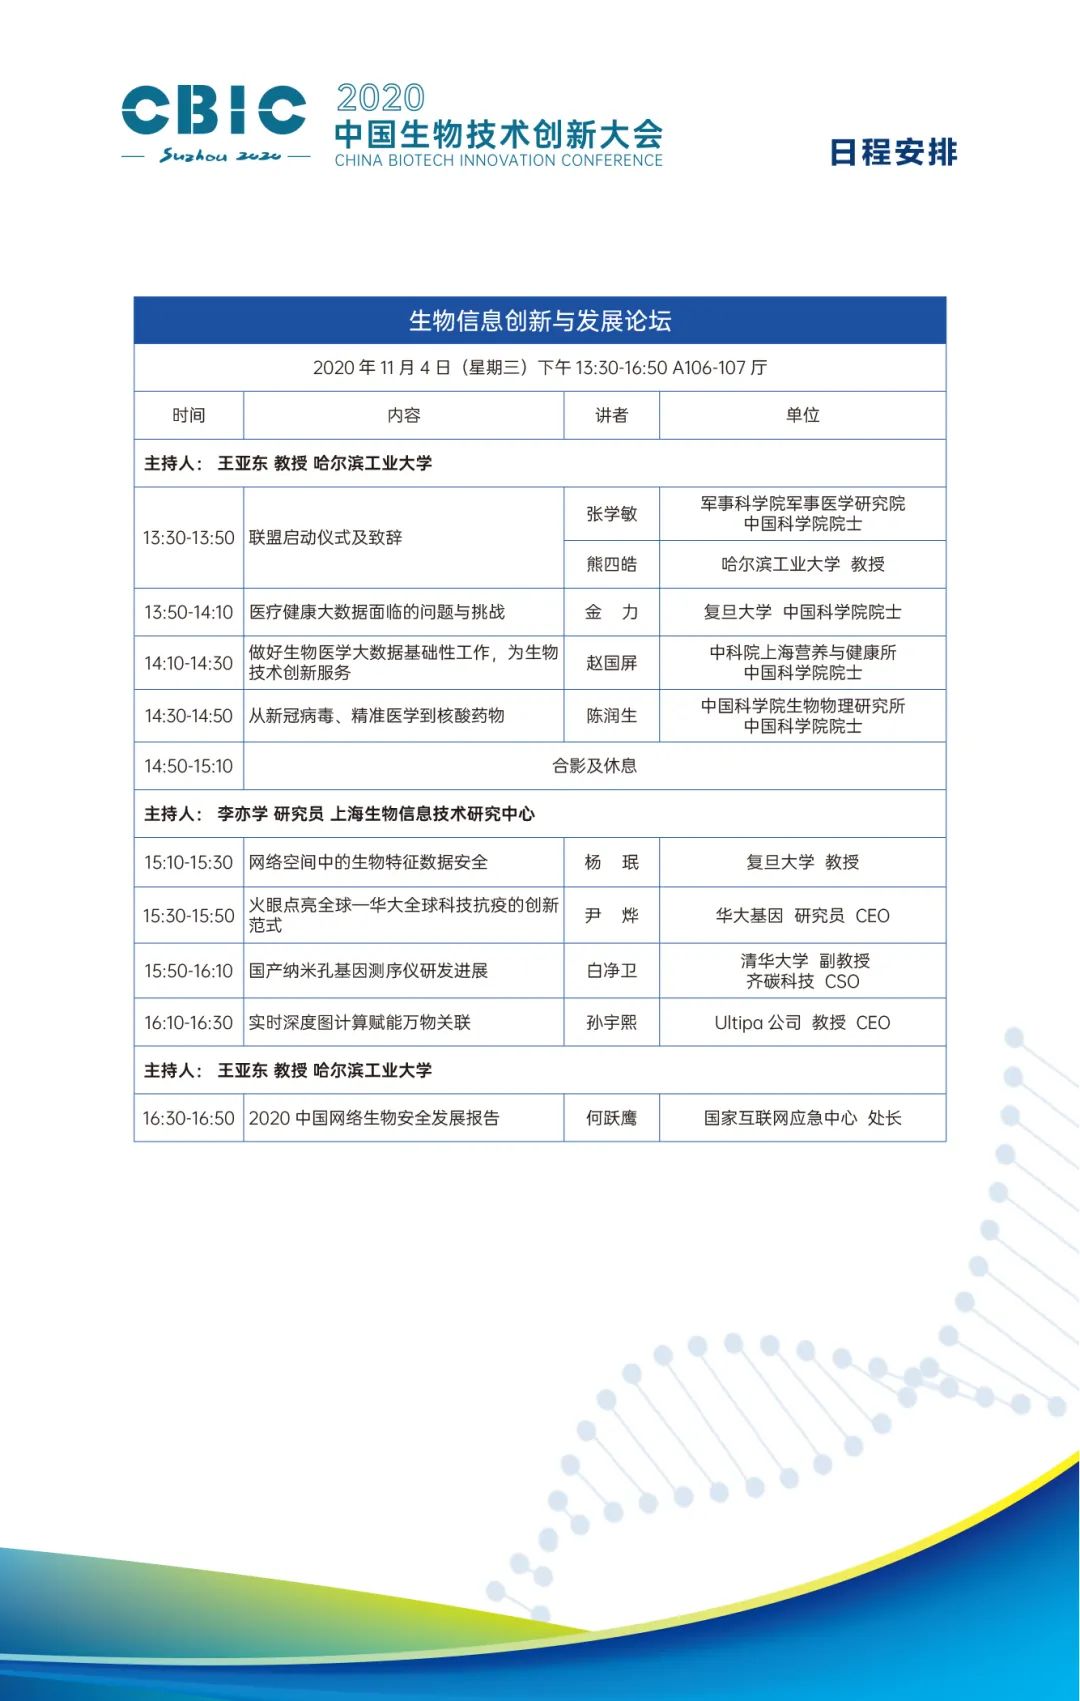 CBIC
Suzhou 2020
2020
中国生物技术创新大会
CHINA BIOTECH INNOVATION CONFERENCE
日程安排
生物信息创新与发展论坛
2020 年 11 月 4 日（星期三）下午 13:30-16:50 A106-107 厅
时间 内容 讲者 单位
主持人： 王亚东 教授 哈尔滨工业大学
13:30-13:50 联盟启动仪式及致辞
张学敏 军事科学院军事医学研究院
中国科学院院士
熊四皓 哈尔滨工业大学 教授
13:50-14:10 医疗健康大数据面临的问题与挑战 金 力 复旦大学 中国科学院院士
14:10-14:30 做好生物医学大数据基础性工作，为生物
技术创新服务
赵国屏 中科院上海营养与健康所
中国科学院院士
14:30-14:50 从新冠病毒、精准医学到核酸药物 陈润生 中国科学院生物物理研究所
中国科学院院士
14:50-15:10 合影及休息
主持人： 李亦学 研究员 上海生物信息技术研究中心
15:10-15:30 网络空间中的生物特征数据安全 杨 珉 复旦大学 教授
15:30-15:50 火眼点亮全球—华大全球科技抗疫的创新
范式
尹 烨 华大基因 研究员 CEO
15:50-16:10 国产纳米孔基因测序仪研发进展 白净卫 清华大学 副教授
齐碳科技 CSO
16:10-16:30 实时深度图计算赋能万物关联 孙宇熙 Ultipa 公司 教授 CEO
主持人： 王亚东 教授 哈尔滨工业大学
16:30-16:50 2020 中国网络生物安全发展报告 何跃鹰 国家互联网应急中心 处长